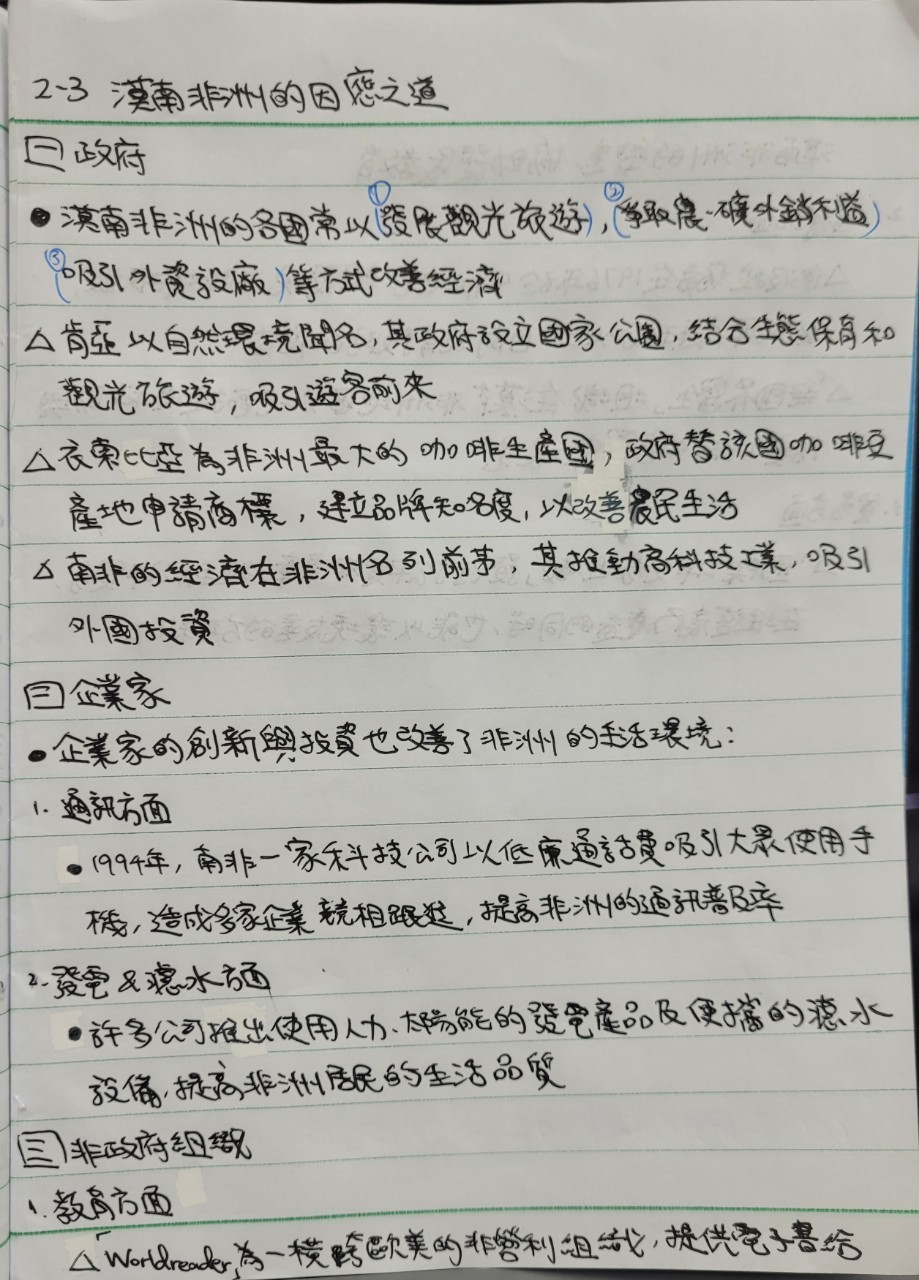 2-3 漠南非洲的因應之道
一 政府
● 漠南非洲的各國常以(①發展觀光旅遊),(②爭取農、礦外銷利益)
(③吸引外資設廠)等方式改善經濟
△ 肯亞以自然環境聞名,其政府設立國家公園,結合生態保育和
觀光旅遊,吸引遊客前來
△ 衣索比亞為非洲最大的咖啡生產國,政府替該國咖啡豆
產地申請商標,建立品牌知名度,以改善農民生活
△ 南非的經濟在非洲名列前茅,其推動高科技工業,吸引
外國投資
二 企業家
● 企業家的創新與投資也改善了非洲的生活環境:
1. 通訊方面
● 1994年,南非一家科技公司以低廉通話費吸引大眾使用手
機,造成多家企業競相跟進,提高非洲的通訊普及率
2. 發電&濾水方面
● 許多公司推出使用人力、太陽能的發電產品及便攜的濾水
設備,提高非洲居民的生活品質
三 非政府組織
1. 教育方面
△「Worldreader」為一橫跨歐美的非營利組織,提供電子書給